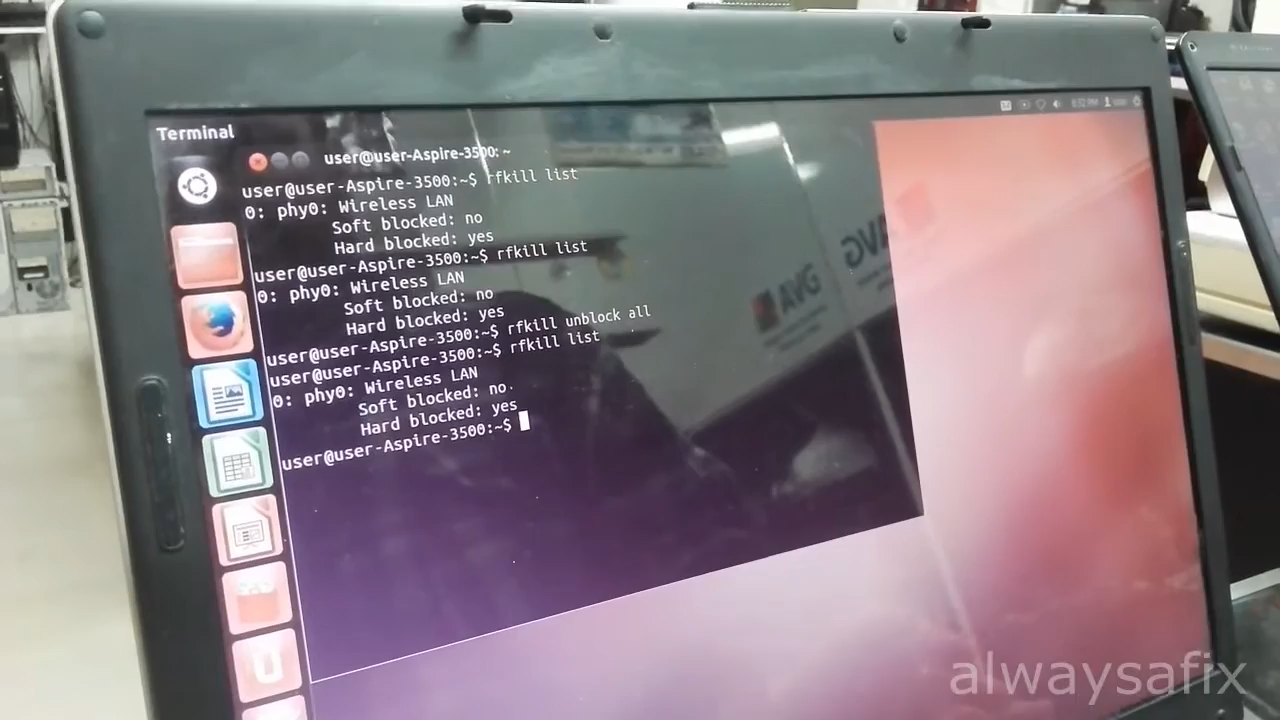 Terminal
user@user-Aspire-3500: ~
user@user-Aspire-3500:~$ rfkill list
0: phy0: Wireless LAN
Soft blocked: no
Hard blocked: yes
user@user-Aspire-3500:~$ rfkill list
0: phy0: Wireless LAN
Soft blocked: no
Hard blocked: yes
user@user-Aspire-3500:~$ rfkill unblock all
user@user-Aspire-3500:~$ rfkill list
0: phy0: Wireless LAN
Soft blocked: no
Hard blocked: yes
user@user-Aspire-3500:~$
AVG
AVG
alwaysafix